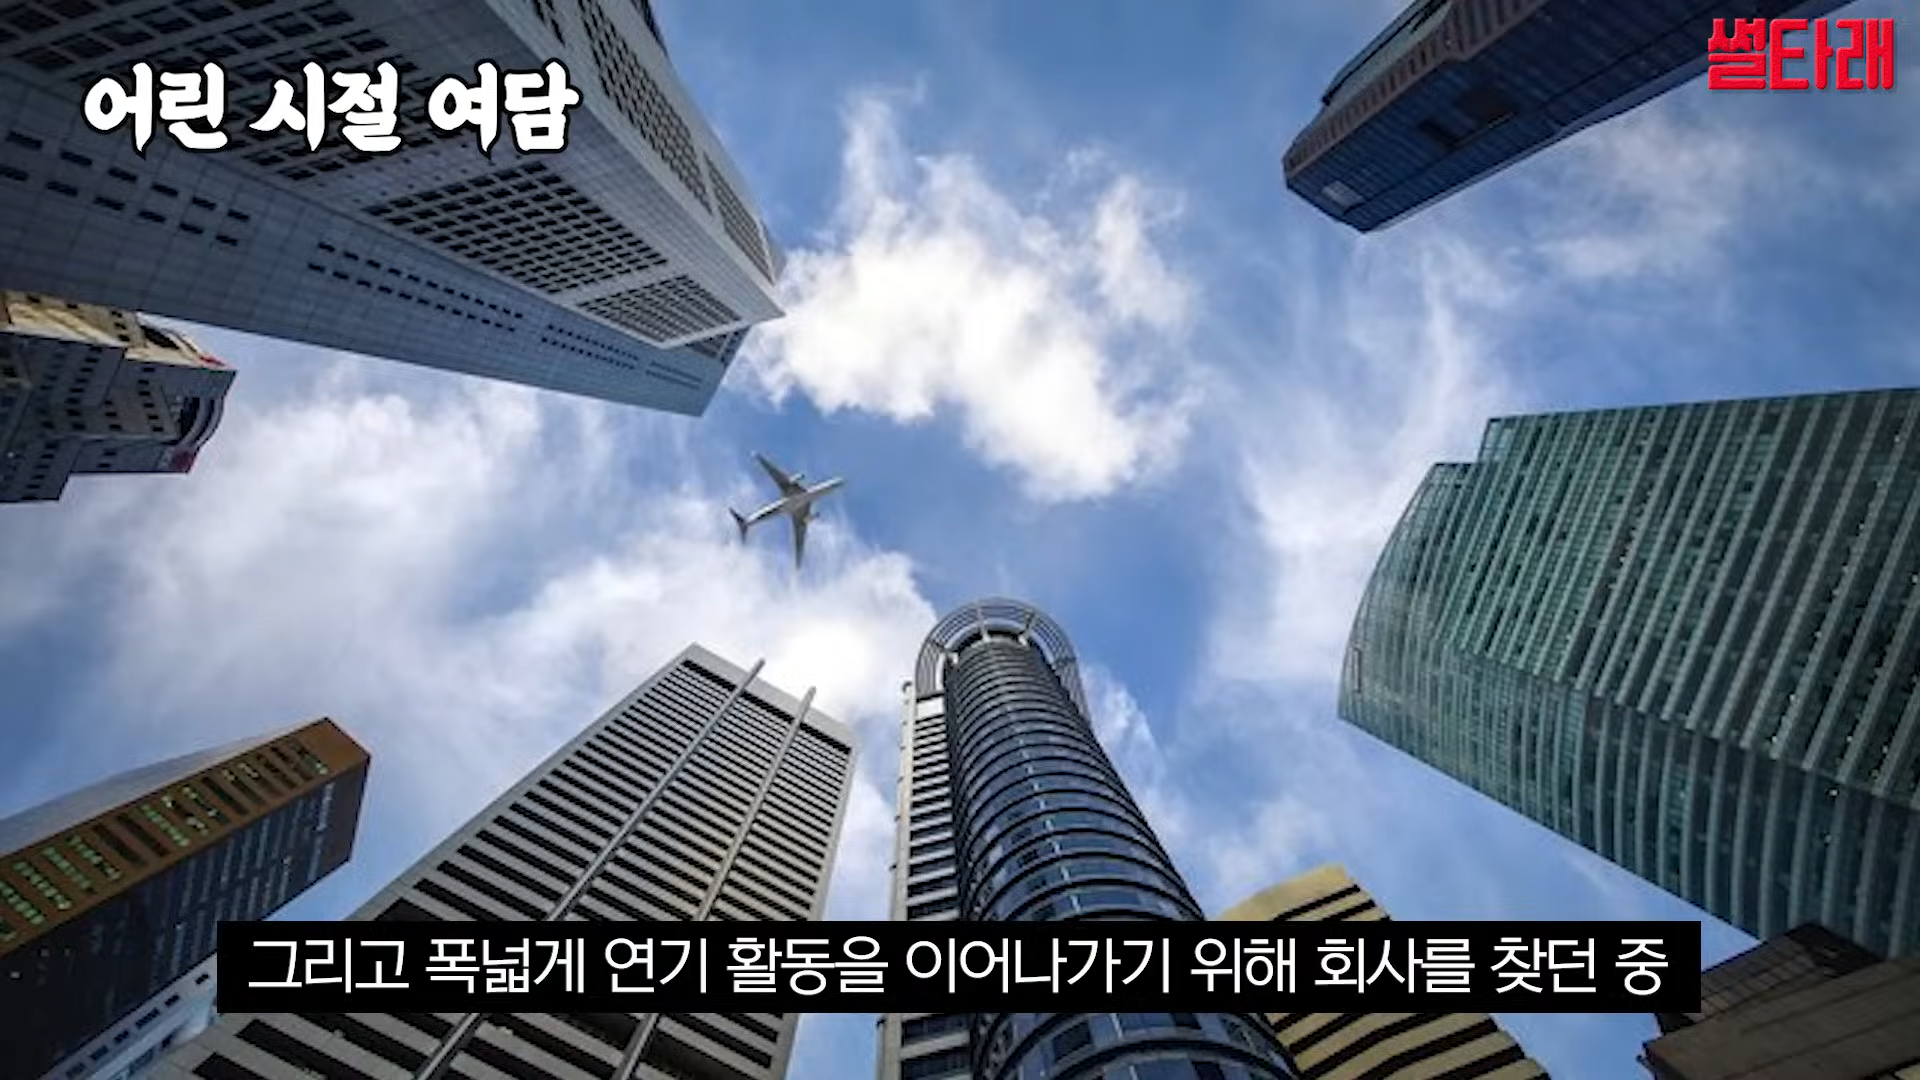 어린 시절 여담
썰타래
그리고 폭넓게 연기 활동을 이어나가기 위해 회사를 찾던 중